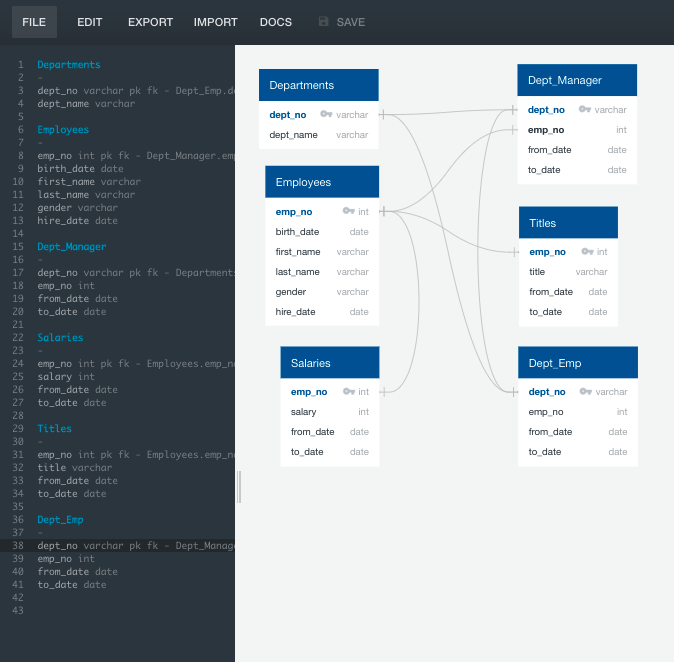 FILE EDIT EXPORT IMPORT DOCS SAVE
1 Departments
2 -
3 dept_no varchar pk fk - Dept_Emp.de
4 dept_name varchar
5
6 Employees
7 -
8 emp_no int pk fk - Dept_Manager.emp
9 birth_date date
10 first_name varchar
11 last_name varchar
12 gender varchar
13 hire_date date
14
15 Dept_Manager
16 -
17 dept_no varchar pk fk - Departments
18 emp_no int
19 from_date date
20 to_date date
21
22 Salaries
23 -
24 emp_no int pk fk - Employees.emp_no
25 salary int
26 from_date date
27 to_date date
28
29 Titles
30 -
31 emp_no int pk fk - Employees.emp_no
32 title varchar
33 from_date date
34 to_date date
35
36 Dept_Emp
37 -
38 dept_no varchar pk fk - Dept_Manage
39 emp_no int
40 from_date date
41 to_date date
42
43
Departments
dept_no varchar
dept_name varchar
Employees
emp_no int
birth_date date
first_name varchar
last_name varchar
gender varchar
hire_date date
Salaries
emp_no int
salary int
from_date date
to_date date
Dept_Manager
dept_no varchar
emp_no int
from_date date
to_date date
Titles
emp_no int
title varchar
from_date date
to_date date
Dept_Emp
dept_no varchar
emp_no int
from_date date
to_date date